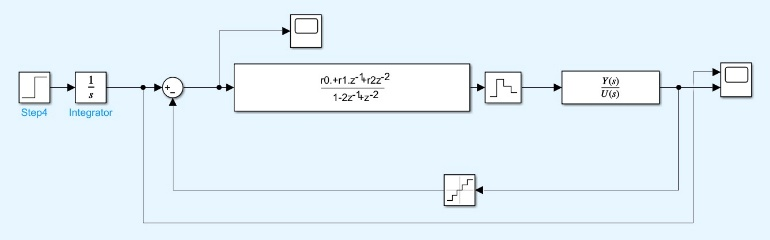 r0.+r1.z-1+r2z-2
1-2z-1+z-2
1
s
Y(s)
U(s)
+
-
Step4
Integrator